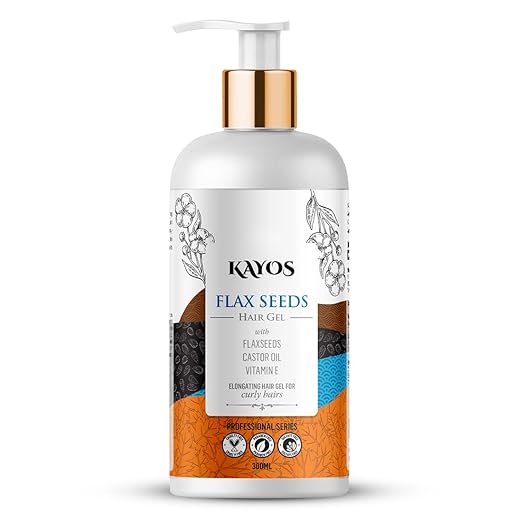 KAYOS
FLAX SEEDS
HAIR GEL
with
FLAXSEEDS
CASTOR OIL
VITAMIN E
ELONGATING HAIR GEL FOR
curly hairs
PROFESSIONAL SERIES
300ML